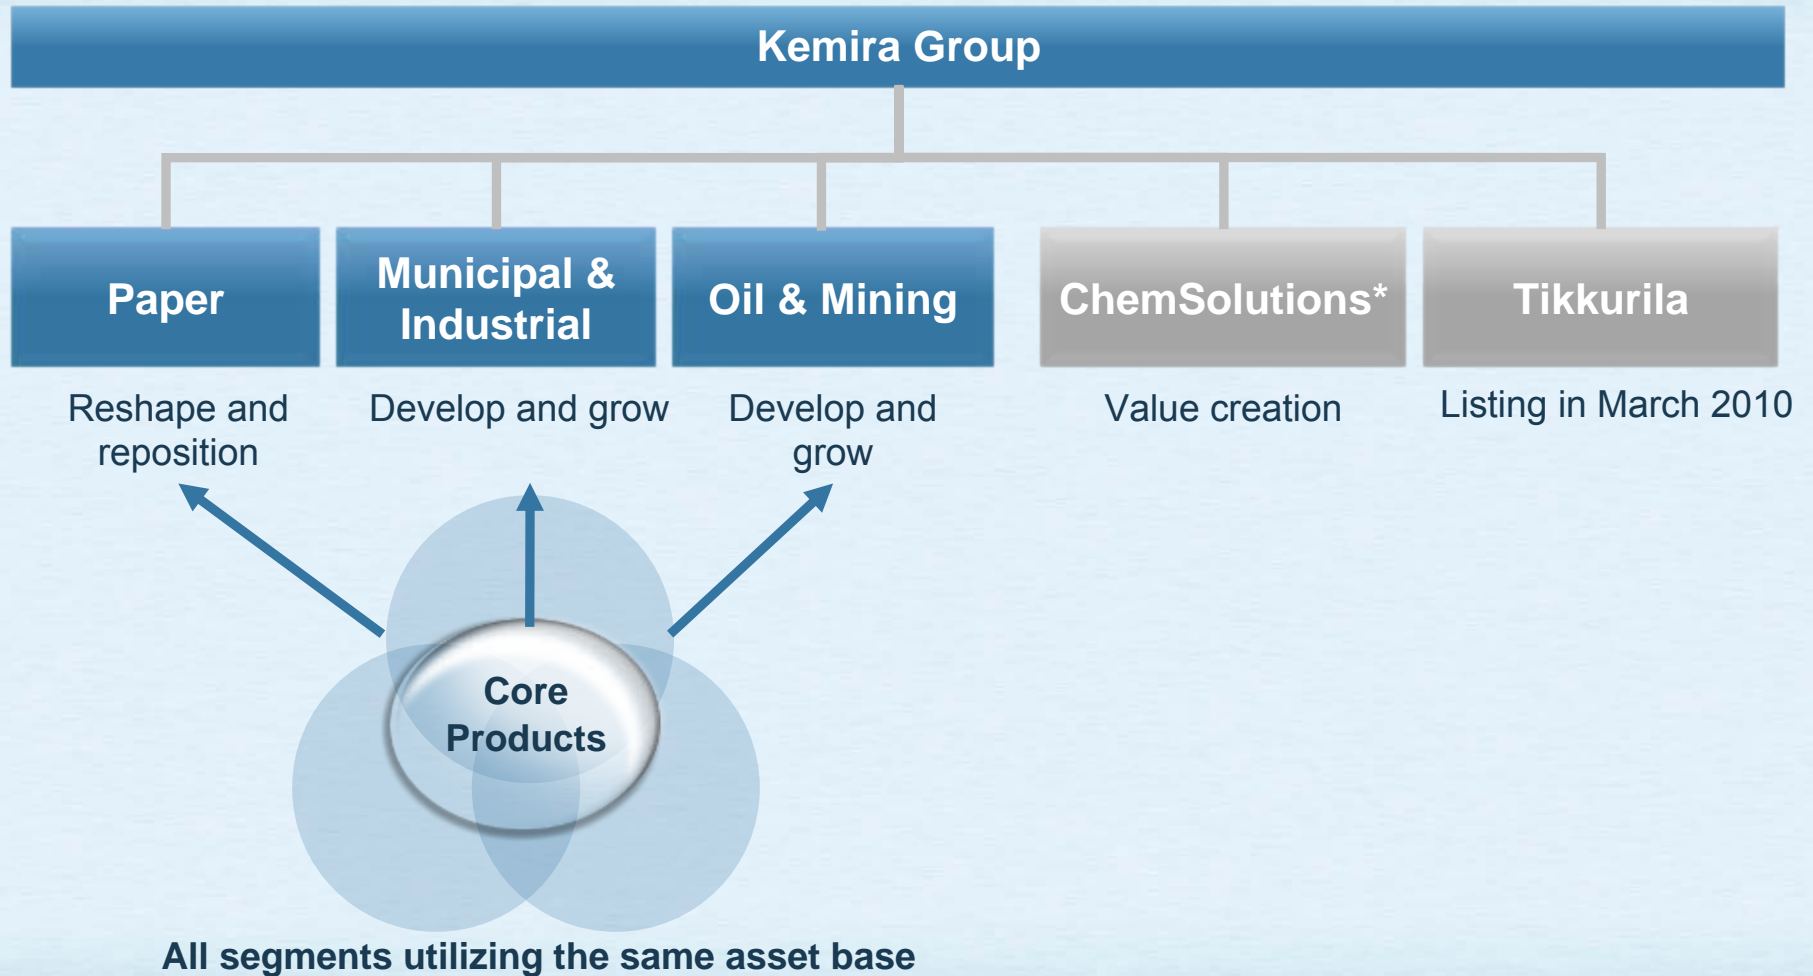 Kemira Group
Paper
Municipal &
Industrial
Oil & Mining
ChemSolutions*
Tikkurila
Reshape and
reposition
Develop and grow
Develop and
grow
Value creation
Listing in March 2010
Core
Products
All segments utilizing the same asset base